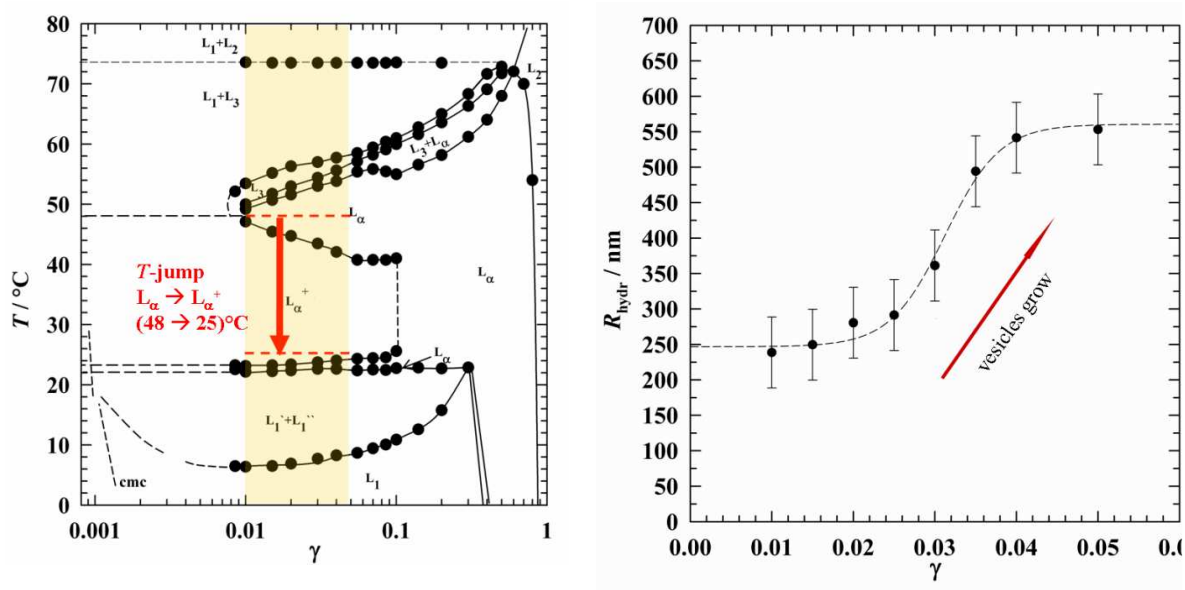 80
70
60
50
40
30
20
10
0
T / °C
L₁+L₂
L₂
L₁+L₃
L₃+Lα
L₃
Lα
T-jump
Lα → Lα⁺
(48 → 25)°C
Lα⁺
Lα
Lα
L₁`+L₁``
cmc
L₁
0.001
0.01
0.1
1
γ
700
650
600
550
500
450
400
350
300
250
200
150
100
50
0
R_hydr / nm
vesicles grow
0.00
0.01
0.02
0.03
0.04
0.05
γ